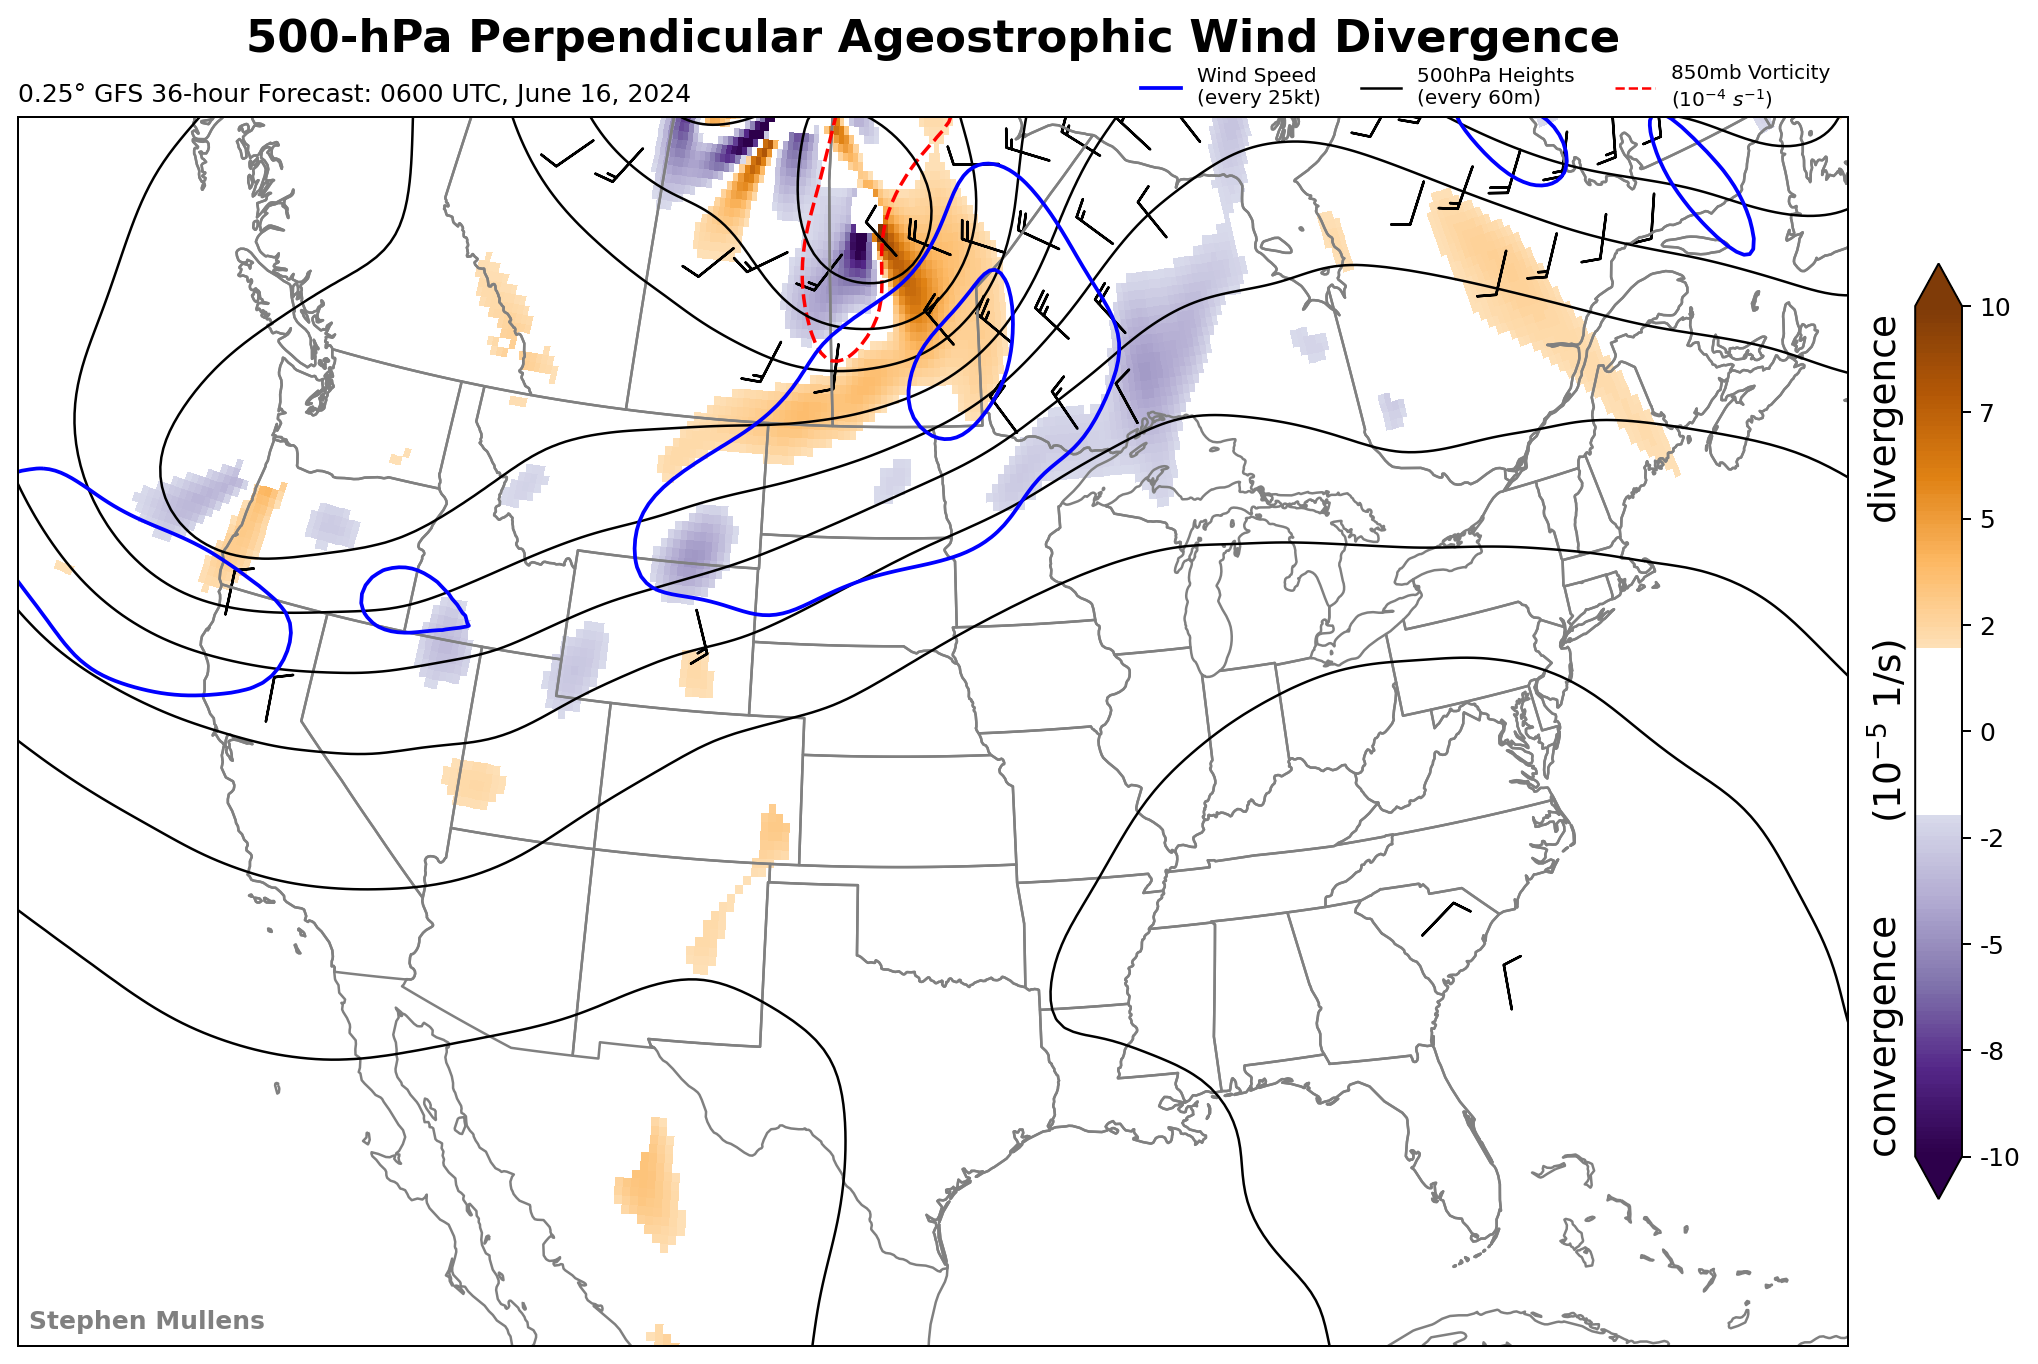 500-hPa Perpendicular Ageostrophic Wind Divergence
0.25° GFS 36-hour Forecast: 0600 UTC, June 16, 2024
Wind Speed
(every 25kt)
500hPa Heights
(every 60m)
850mb Vorticity
(10⁻⁴ s⁻¹)
10
7
5
2
0
-2
-5
-8
-10
convergence (10⁻⁵ 1/s) divergence
Stephen Mullens